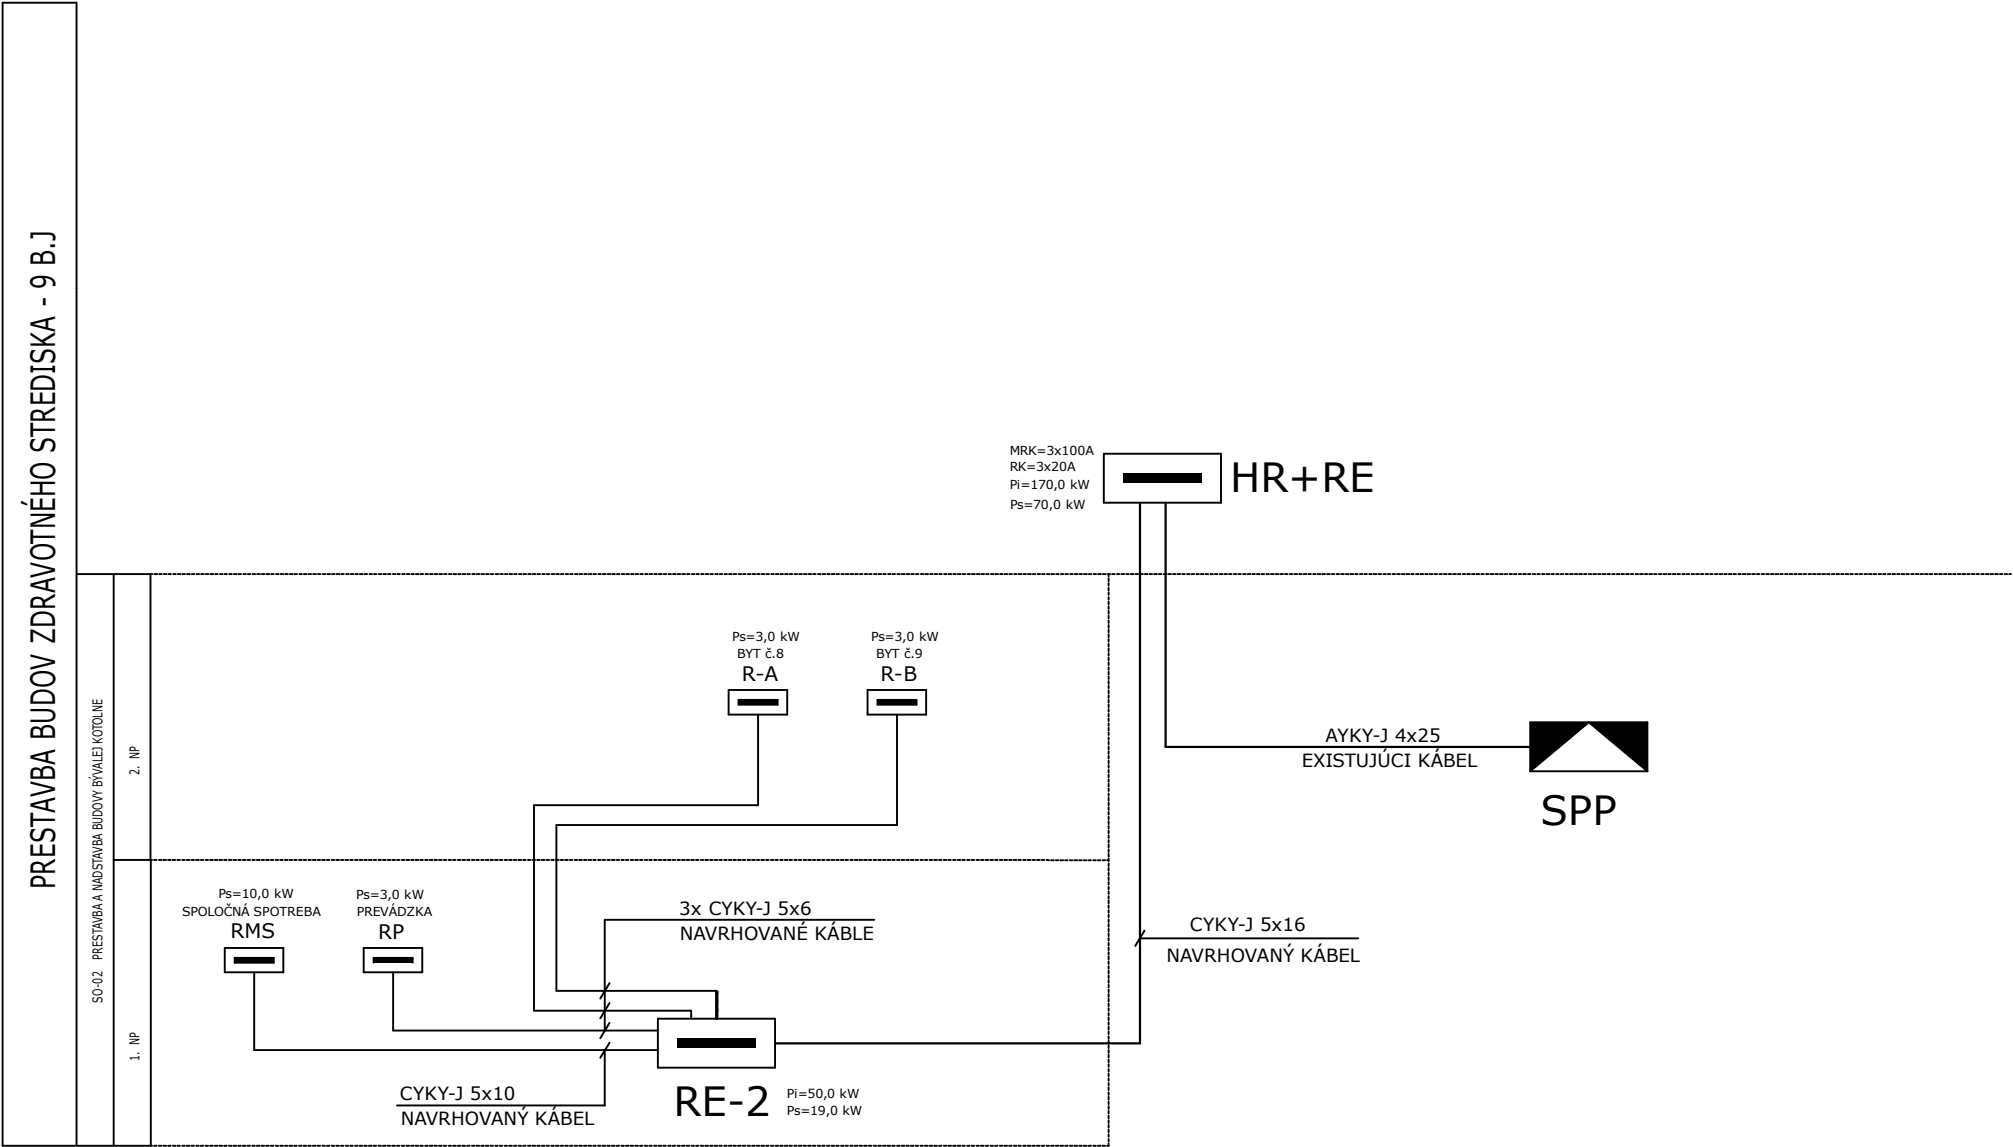 PRESTAVBA BUDOV ZDRAVOTNÉHO STREDISKA - 9 B.J
SO-02 PRESTAVBA A NADSTAVBA BUDOVY BÝVALEJ KOTOLNE
2. NP
1. NP
MRK=3x100A
RK=3x20A
Pi=170,0 kW
Ps=70,0 kW
HR+RE
Ps=3,0 kW
BYT č.8
R-A
Ps=3,0 kW
BYT č.9
R-B
AYKY-J 4x25
EXISTUJÚCI KÁBEL
SPP
Ps=10,0 kW
SPOLOČNÁ SPOTREBA
RMS
Ps=3,0 kW
PREVÁDZKA
RP
3x CYKY-J 5x6
NAVRHOVANÉ KÁBLE
CYKY-J 5x16
NAVRHOVANÝ KÁBEL
CYKY-J 5x10
NAVRHOVANÝ KÁBEL
RE-2
Pi=50,0 kW
Ps=19,0 kW